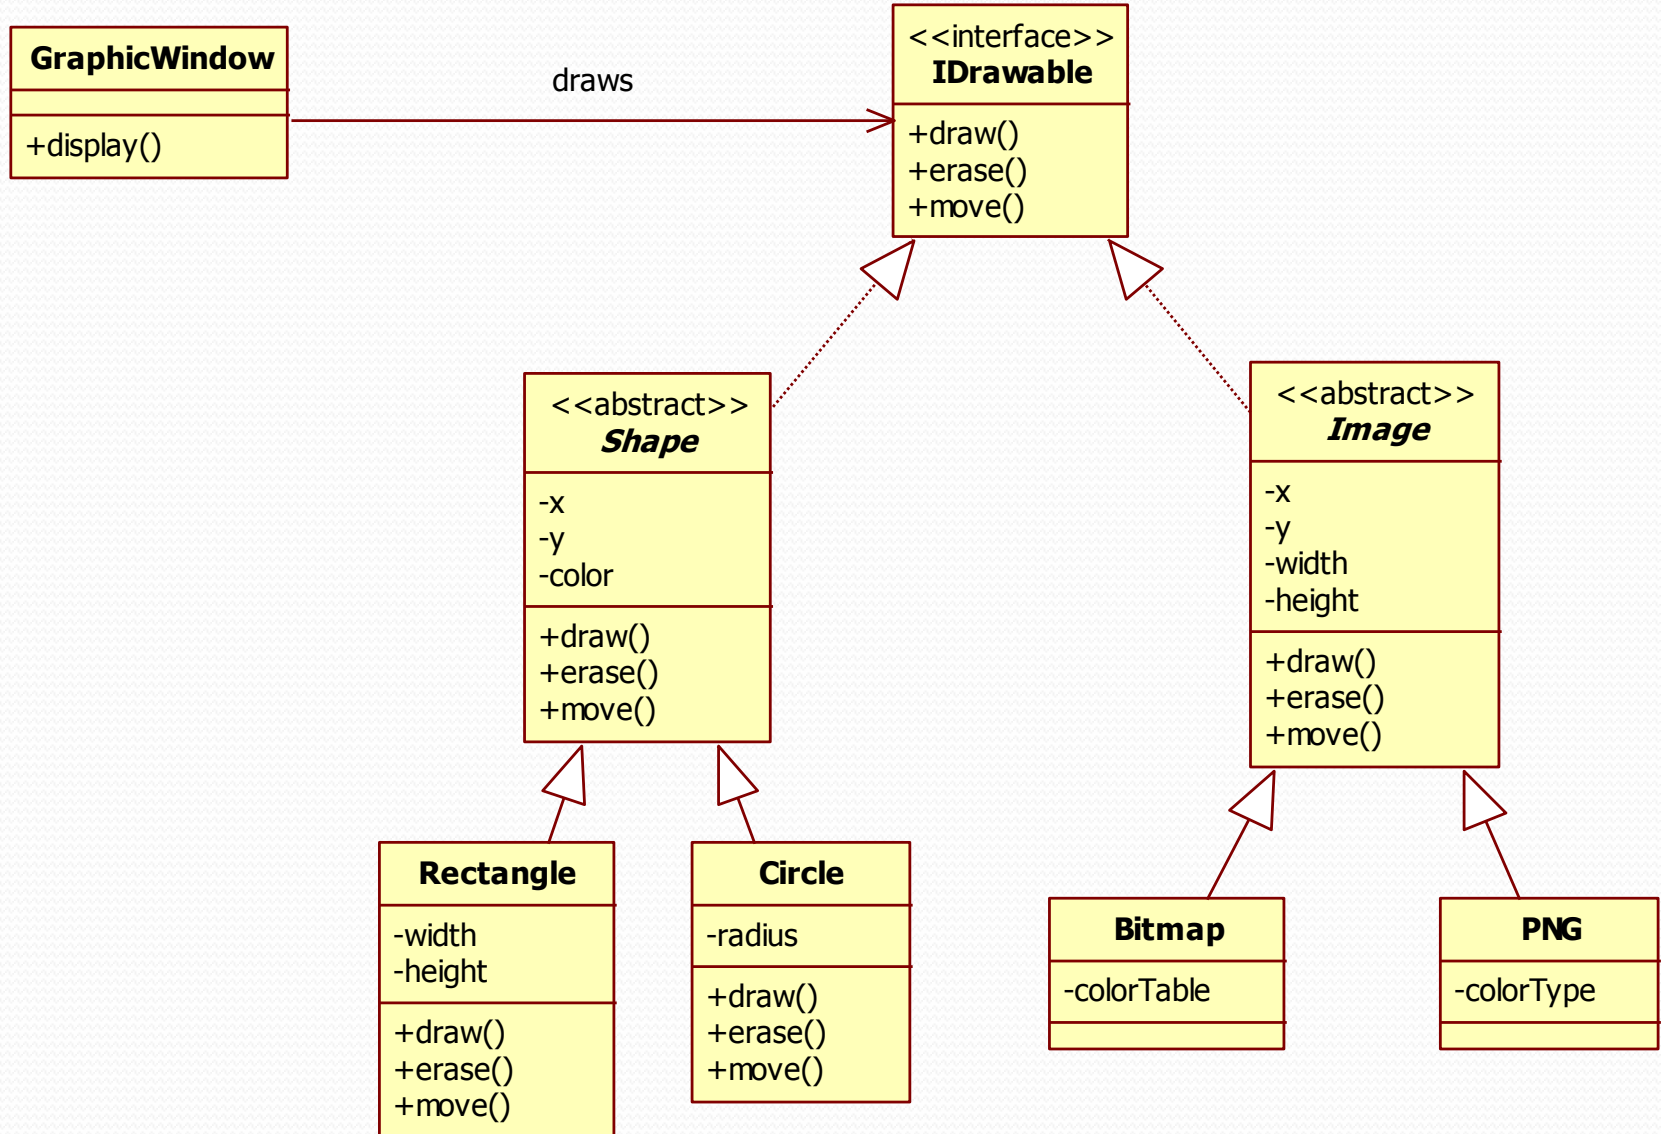 GraphicWindow
+display()
draws
<<interface>>
IDrawable
+draw()
+erase()
+move()
<<abstract>>
Shape
-x
-y
-color
+draw()
+erase()
+move()
<<abstract>>
Image
-x
-y
-width
-height
+draw()
+erase()
+move()
Rectangle
-width
-height
+draw()
+erase()
+move()
Circle
-radius
+draw()
+erase()
+move()
Bitmap
-colorTable
PNG
-colorType